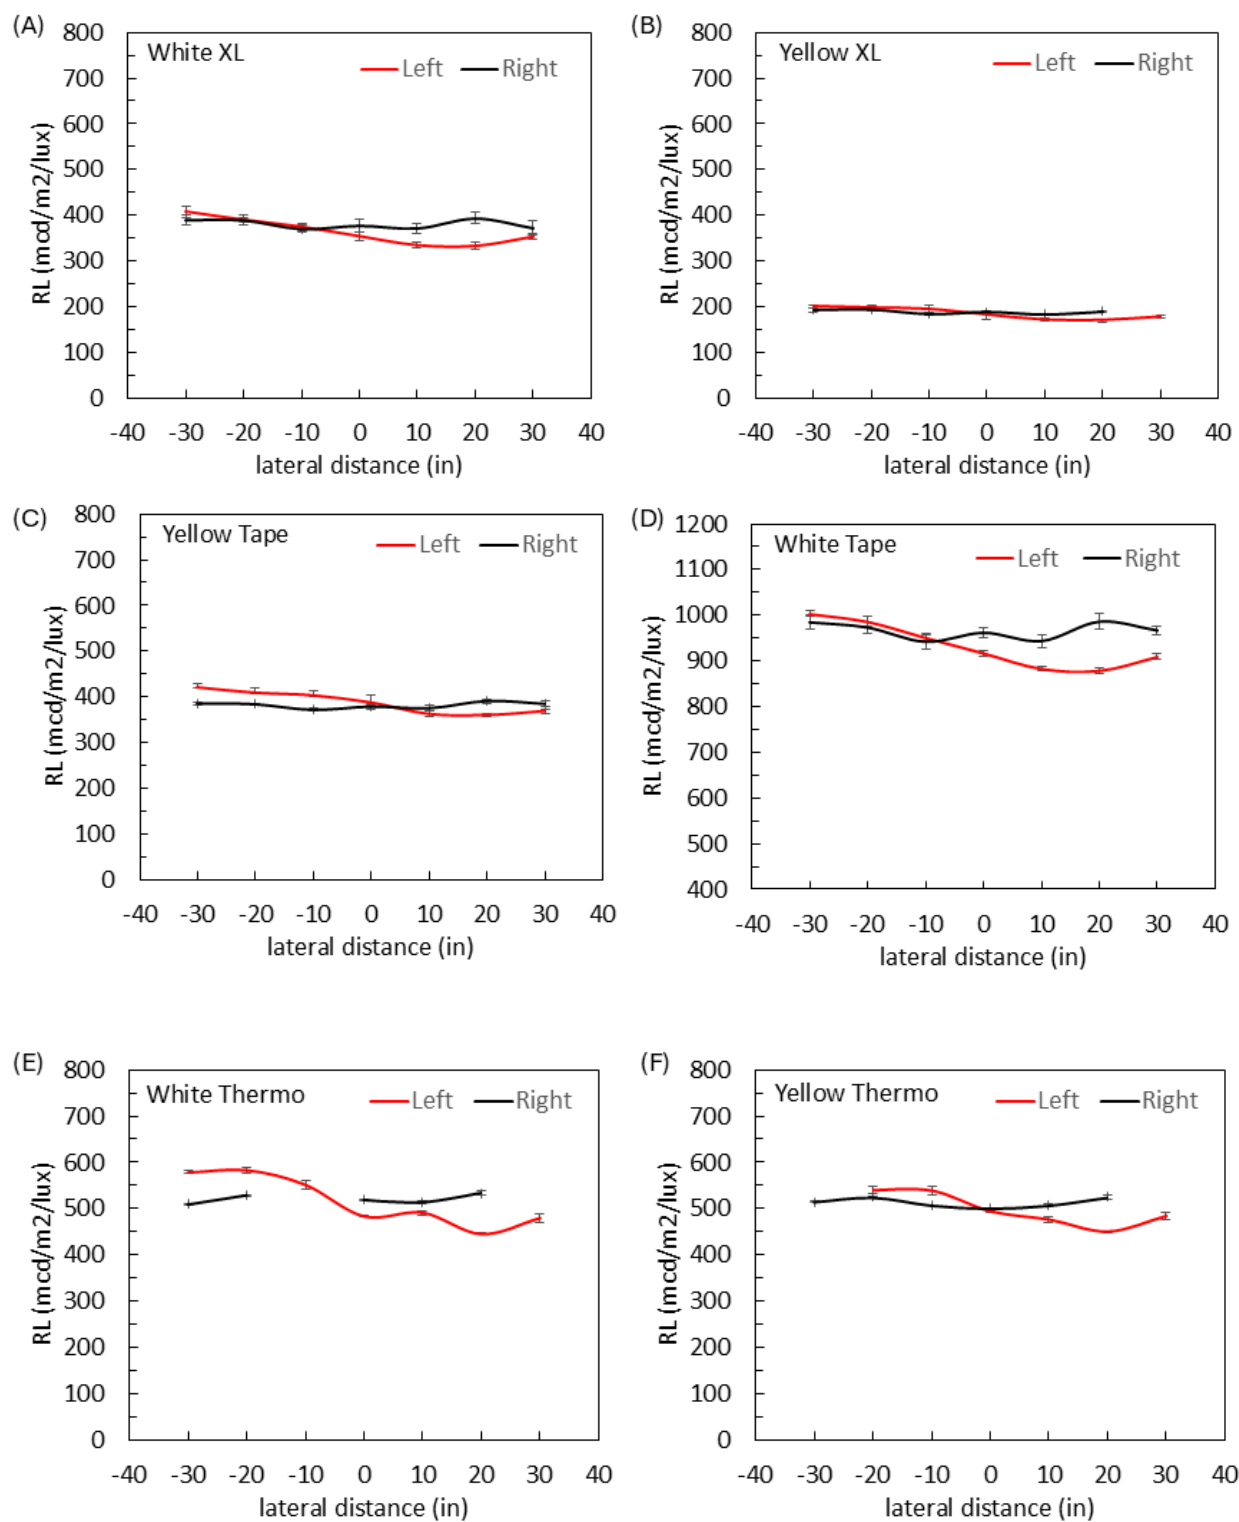 (A)
800
700
600
500
400
300
200
100
0
RL (mcd/m2/lux)
White XL
Left Right
-40 -30 -20 -10 0 10 20 30 40
lateral distance (in)
(B)
800
700
600
500
400
300
200
100
0
RL (mcd/m2/lux)
Yellow XL
Left Right
-40 -30 -20 -10 0 10 20 30 40
lateral distance (in)
(C)
800
700
600
500
400
300
200
100
0
RL (mcd/m2/lux)
Yellow Tape
Left Right
-40 -30 -20 -10 0 10 20 30 40
lateral distance (in)
(D)
1200
1100
1000
900
800
700
600
500
400
RL (mcd/m2/lux)
White Tape
Left Right
-40 -30 -20 -10 0 10 20 30 40
lateral distance (in)
(E)
800
700
600
500
400
300
200
100
0
RL (mcd/m2/lux)
White Thermo
Left Right
-40 -30 -20 -10 0 10 20 30 40
lateral distance (in)
(F)
800
700
600
500
400
300
200
100
0
RL (mcd/m2/lux)
Yellow Thermo
Left Right
-40 -30 -20 -10 0 10 20 30 40
lateral distance (in)